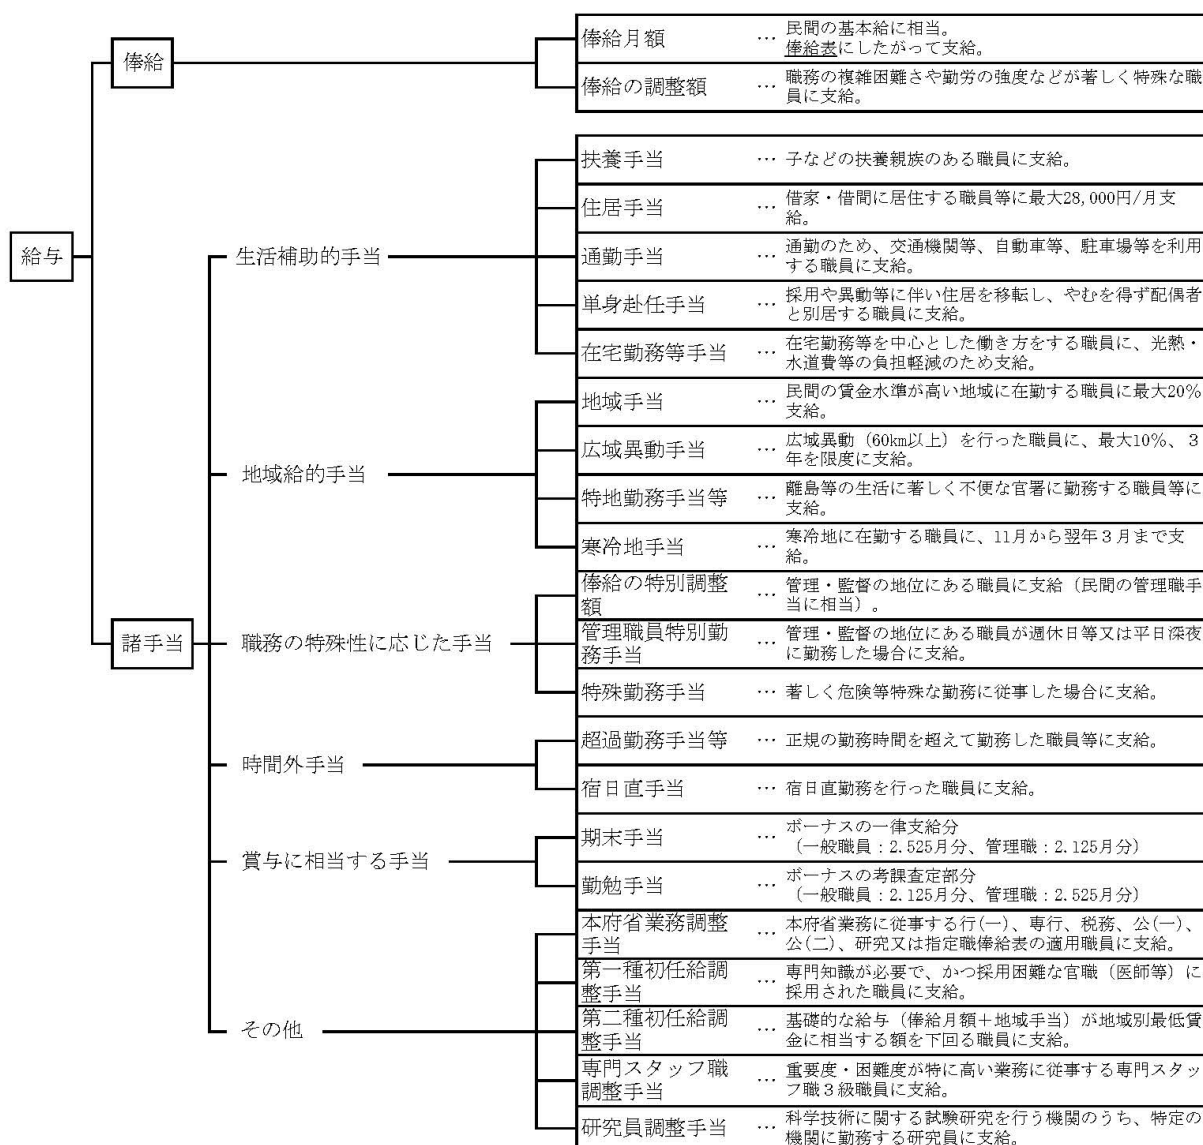 給与
俸給
俸給月額 … 民間の基本給に相当。
俸給表にしたがって支給。
俸給の調整額 … 職務の複雑困難さや勤労の強度などが著しく特殊な職
員に支給。
諸手当
生活補助的手当
扶養手当 … 子などの扶養親族のある職員に支給。
住居手当 … 借家・借間に居住する職員等に最大28,000円/月支
給。
通勤手当 … 通勤のため、交通機関等、自動車等、駐車場等を利用
する職員に支給。
単身赴任手当 … 採用や異動等に伴い住居を移転し、やむを得ず配偶者
と別居する職員に支給。
在宅勤務等手当 … 在宅勤務等を中心とした働き方をする職員に、光熱・
水道費等の負担軽減のため支給。
地域給的手当
地域手当 … 民間の賃金水準が高い地域に在勤する職員に最大20%
支給。
広域異動手当 … 広域異動（60km以上）を行った職員に、最大10%、３
年を限度に支給。
特地勤務手当等 … 離島等の生活に著しく不便な官署に勤務する職員等に
支給。
寒冷地手当 … 寒冷地に在勤する職員に、11月から翌年３月まで支
給。
職務の特殊性に応じた手当
俸給の特別調整
額 … 管理・監督の地位にある職員に支給（民間の管理職手
当に相当）。
管理職員特別勤
務手当 … 管理・監督の地位にある職員が週休日等又は平日深夜
に勤務した場合に支給。
特殊勤務手当 … 著しく危険等特殊な勤務に従事した場合に支給。
時間外手当
超過勤務手当等 … 正規の勤務時間を超えて勤務した職員等に支給。
宿日直手当 … 宿日直勤務を行った職員に支給。
賞与に相当する手当
期末手当 … ボーナスの一律支給分
（一般職員：2.525月分、管理職：2.125月分）
勤勉手当 … ボーナスの考課査定部分
（一般職員：2.125月分、管理職：2.525月分）
その他
本府省業務調整
手当 … 本府省業務に従事する行(一)、専行、税務、公(一)、
公(二)、研究又は指定職俸給表の適用職員に支給。
第一種初任給調
整手当 … 専門知識が必要で、かつ採用困難な官職（医師等）に
採用された職員に支給。
第二種初任給調
整手当 … 基礎的な給与（俸給月額＋地域手当）が地域別最低賃
金に相当する額を下回る職員に支給。
専門スタッフ職
調整手当 … 重要度・困難度が特に高い業務に従事する専門スタッ
フ職３級職員に支給。
研究員調整手当 … 科学技術に関する試験研究を行う機関のうち、特定の
機関に勤務する研究員に支給。